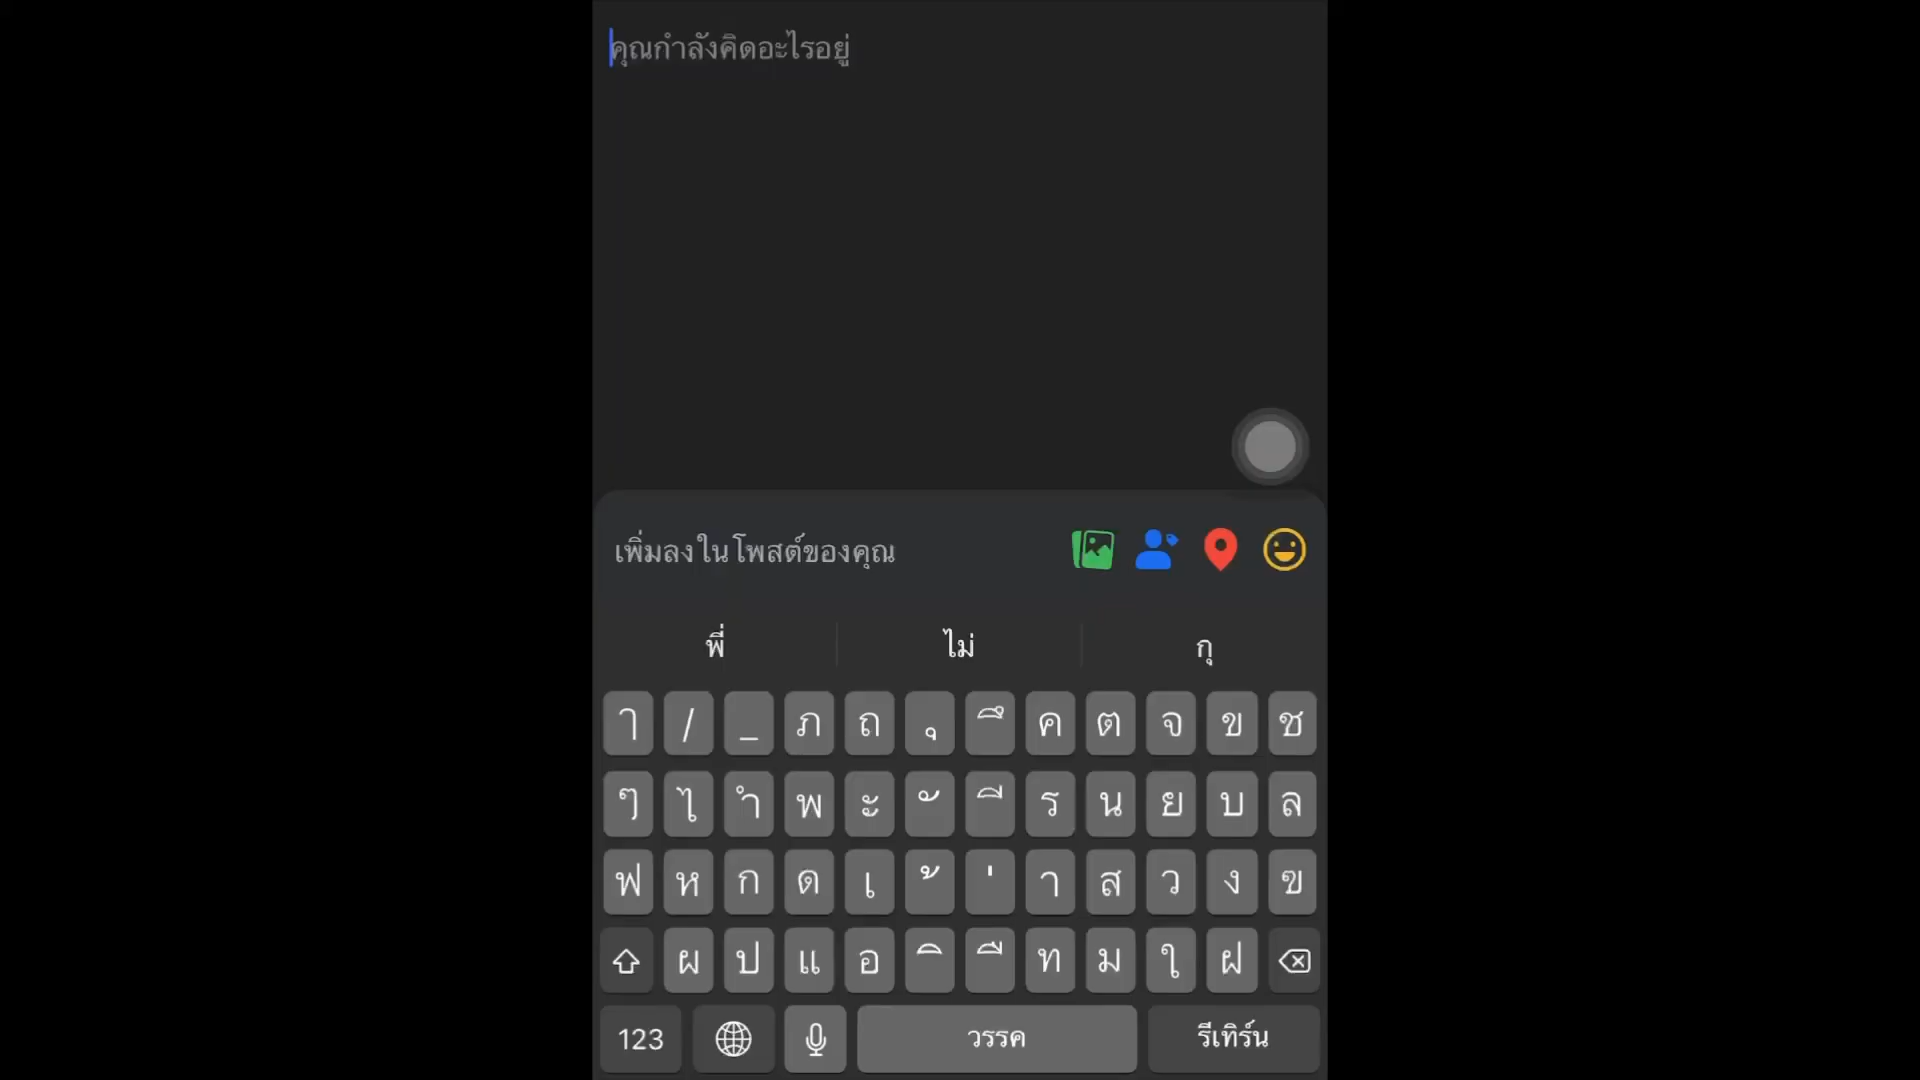 คุณกำลังคิดอะไรอยู่
เพิ่มลงในโพสต์ของคุณ
พี่ ไม่ กุ
ๅ / _ ภ ถ ุ ึ ค ต จ ข ช
ๆ ไ ำ พ ะ ั ี ร น ย บ ล
ฟ ห ก ด เ ้ ่ า ส ว ง ฃ
ผ ป แ อ ิ ื ท ม ใ ฝ
123 วรรค รีเทิร์น